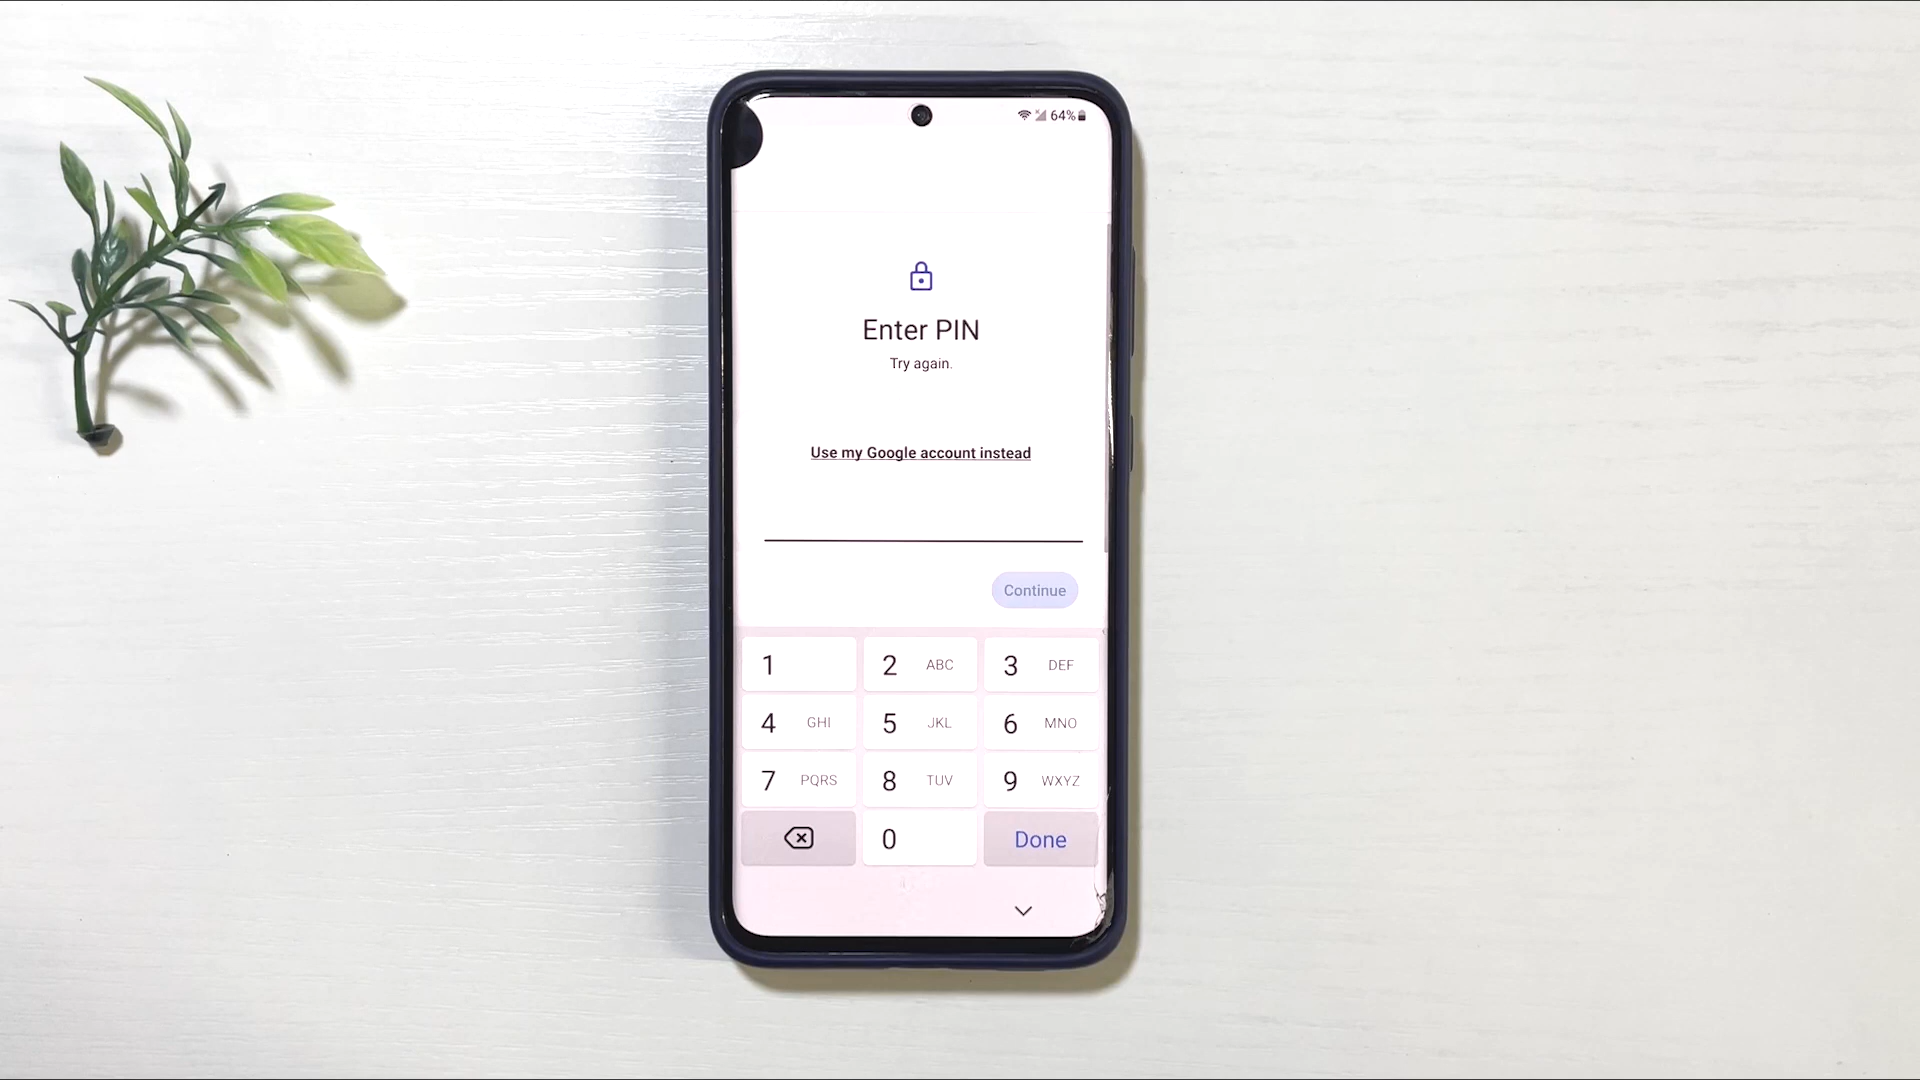 64%
Enter PIN
Try again.
Use my Google account instead
Continue
1 2 ABC 3 DEF
4 GHI 5 JKL 6 MNO
7 PQRS 8 TUV 9 WXYZ
0 Done